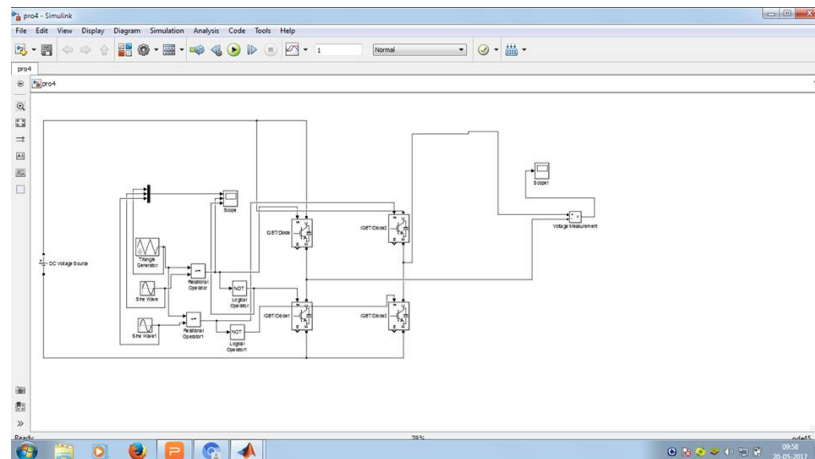 pro4 - Simulink
File Edit View Display Diagram Simulation Analysis Code Tools Help
1
Normal
pro4
pro4
Scope
Scope1
Voltage Measurement
IGBT/Diode
IGBT/Diode2
DC Voltage Source
Triangle
Generator
Relational
Operator
NOT
Logical
Operator
Sine Wave
IGBT/Diode1
IGBT/Diode3
Sine Wave1
Relational
Operator1
NOT
Logical
Operator1
Ready
78%
ode45
09:58
20-05-2017